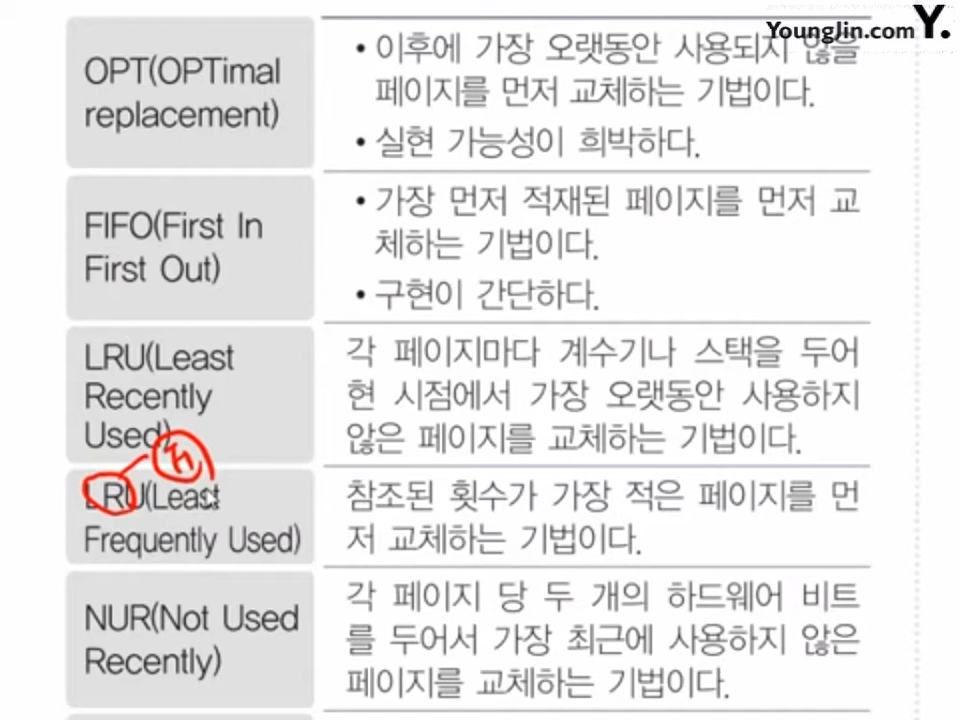 YoungJin.com Y.
OPT(OPTimal
replacement)
• 이후에 가장 오랫동안 사용되지 않을
페이지를 먼저 교체하는 기법이다.
• 실현 가능성이 희박하다.
FIFO(First In
First Out)
• 가장 먼저 적재된 페이지를 먼저 교
체하는 기법이다.
• 구현이 간단하다.
LRU(Least
Recently
Used)
각 페이지마다 계수기나 스택을 두어
현 시점에서 가장 오랫동안 사용하지
않은 페이지를 교체하는 기법이다.
LRU(Least
Frequently Used)
참조된 횟수가 가장 적은 페이지를 먼
저 교체하는 기법이다.
NUR(Not Used
Recently)
각 페이지 당 두 개의 하드웨어 비트
를 두어서 가장 최근에 사용하지 않은
페이지를 교체하는 기법이다.